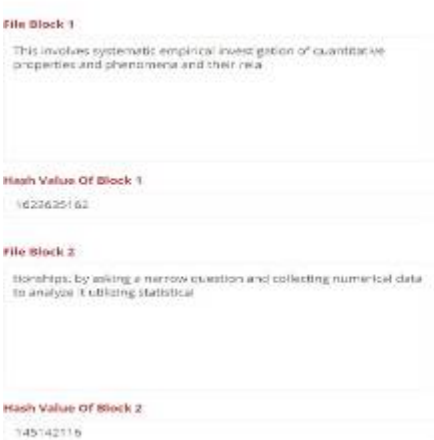 File Block 1
This involves systematic empirical investigation of quantitative
properties and phenomena and their rela
Hash Value Of Block 1
1623635162
File Block 2
tionships. by asking a narrow question and collecting numerical data
to analyze it utilizing statistical
Hash Value Of Block 2
145142116